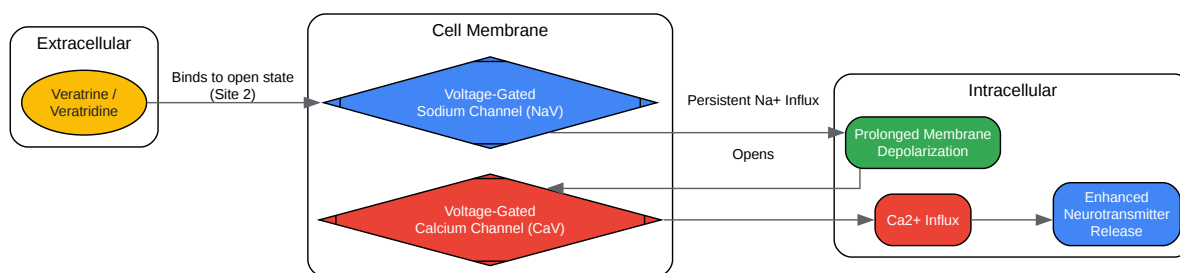 Extracellular
Veratrine /
Veratridine
Binds to open state
(Site 2)
Cell Membrane
Voltage-Gated
Sodium Channel (NaV)
Persistent Na+ Influx
Opens
Voltage-Gated
Calcium Channel (CaV)
Intracellular
Prolonged Membrane
Depolarization
Ca2+ Influx
Enhanced
Neurotransmitter
Release